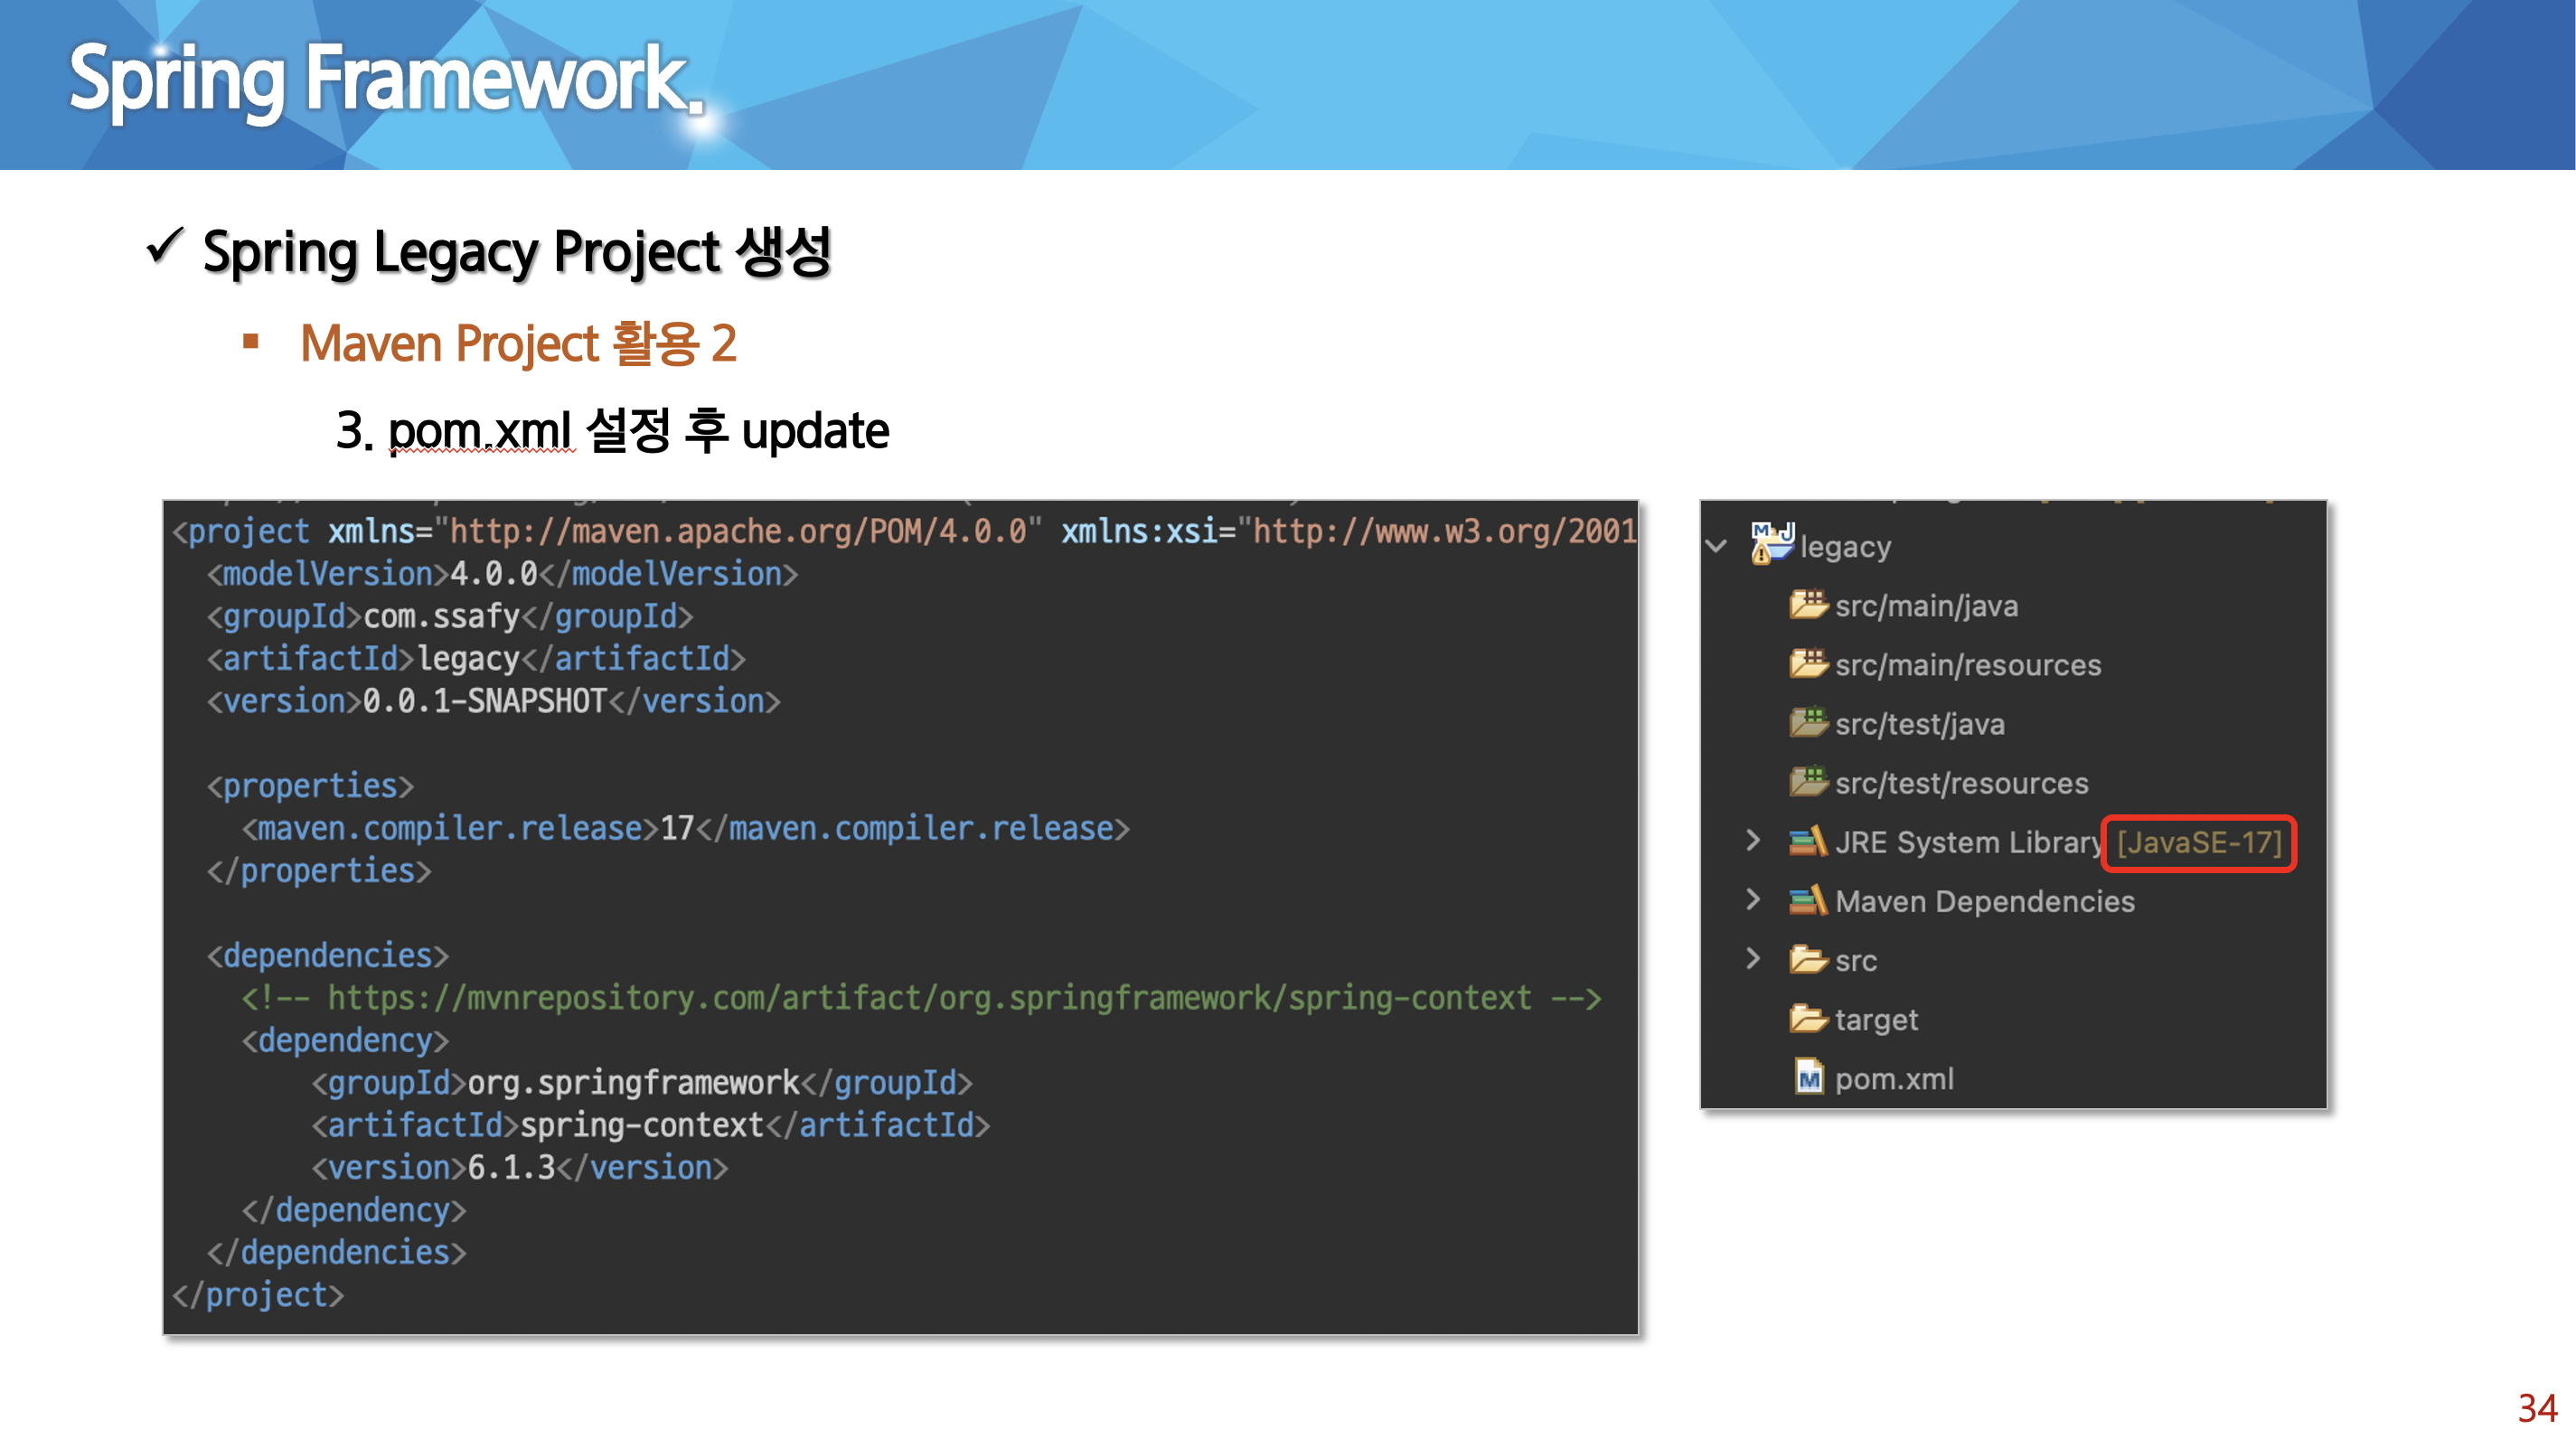 Spring Framework.
✓ Spring Legacy Project 생성
▪ Maven Project 활용 2
3. pom.xml 설정 후 update
<project xmlns="http://maven.apache.org/POM/4.0.0" xmlns:xsi="http://www.w3.org/2001
<modelVersion>4.0.0</modelVersion>
<groupId>com.ssafy</groupId>
<artifactId>legacy</artifactId>
<version>0.0.1-SNAPSHOT</version>
<properties>
<maven.compiler.release>17</maven.compiler.release>
</properties>
<dependencies>
<!-- https://mvnrepository.com/artifact/org.springframework/spring-context -->
<dependency>
<groupId>org.springframework</groupId>
<artifactId>spring-context</artifactId>
<version>6.1.3</version>
</dependency>
</dependencies>
</project>
legacy
src/main/java
src/main/resources
src/test/java
src/test/resources
JRE System Library [JavaSE-17]
Maven Dependencies
src
target
pom.xml
34